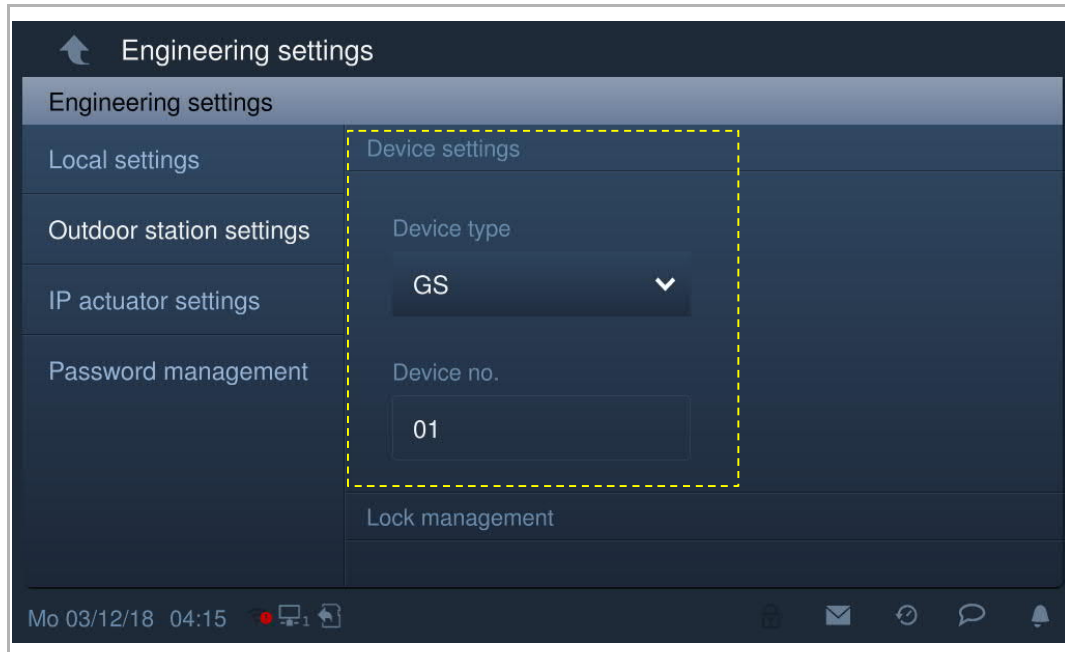 Engineering settings
Engineering settings
Local settings
Outdoor station settings
IP actuator settings
Password management
Device settings
Device type
GS
Device no.
01
Lock management
Mo 03/12/18 04:15 1